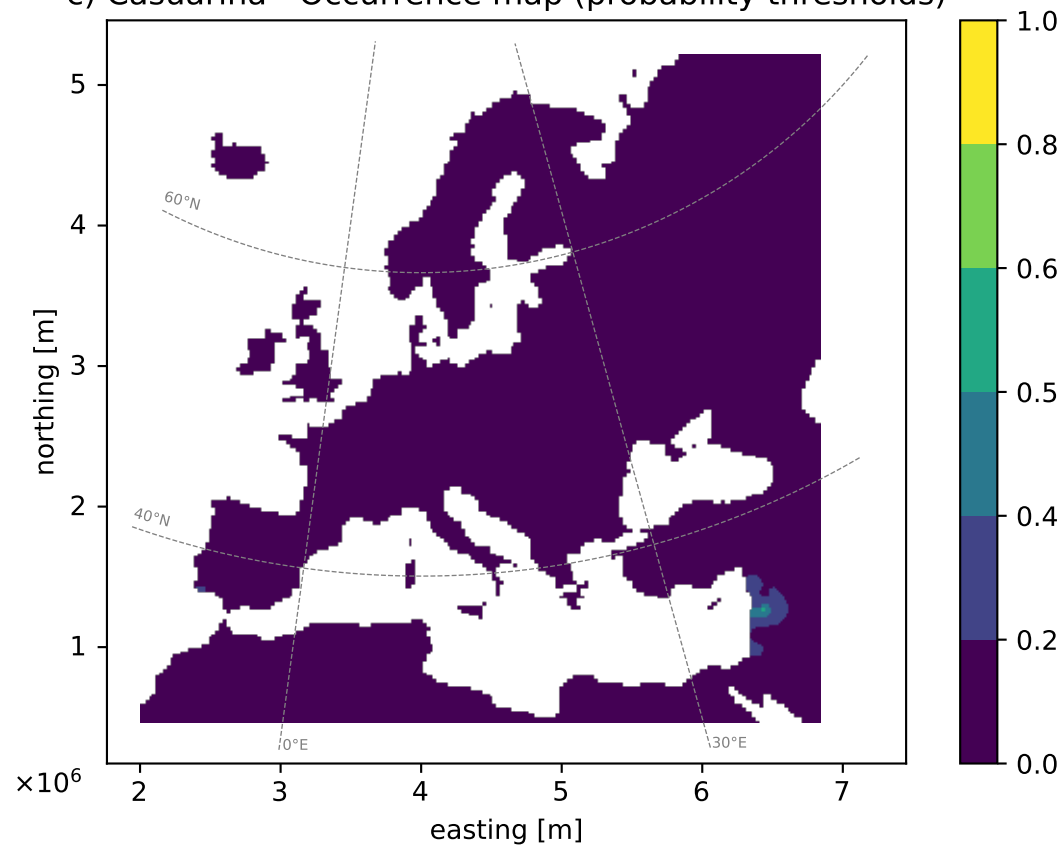 c) Casuarina - Occurrence map (probability thresholds)
1.0
0.8
0.6
0.5
0.4
0.2
0.0
5
4
3
2
1
northing [m]
60°N
40°N
0°E
30°E
×10⁶
2 3 4 5 6 7
easting [m]